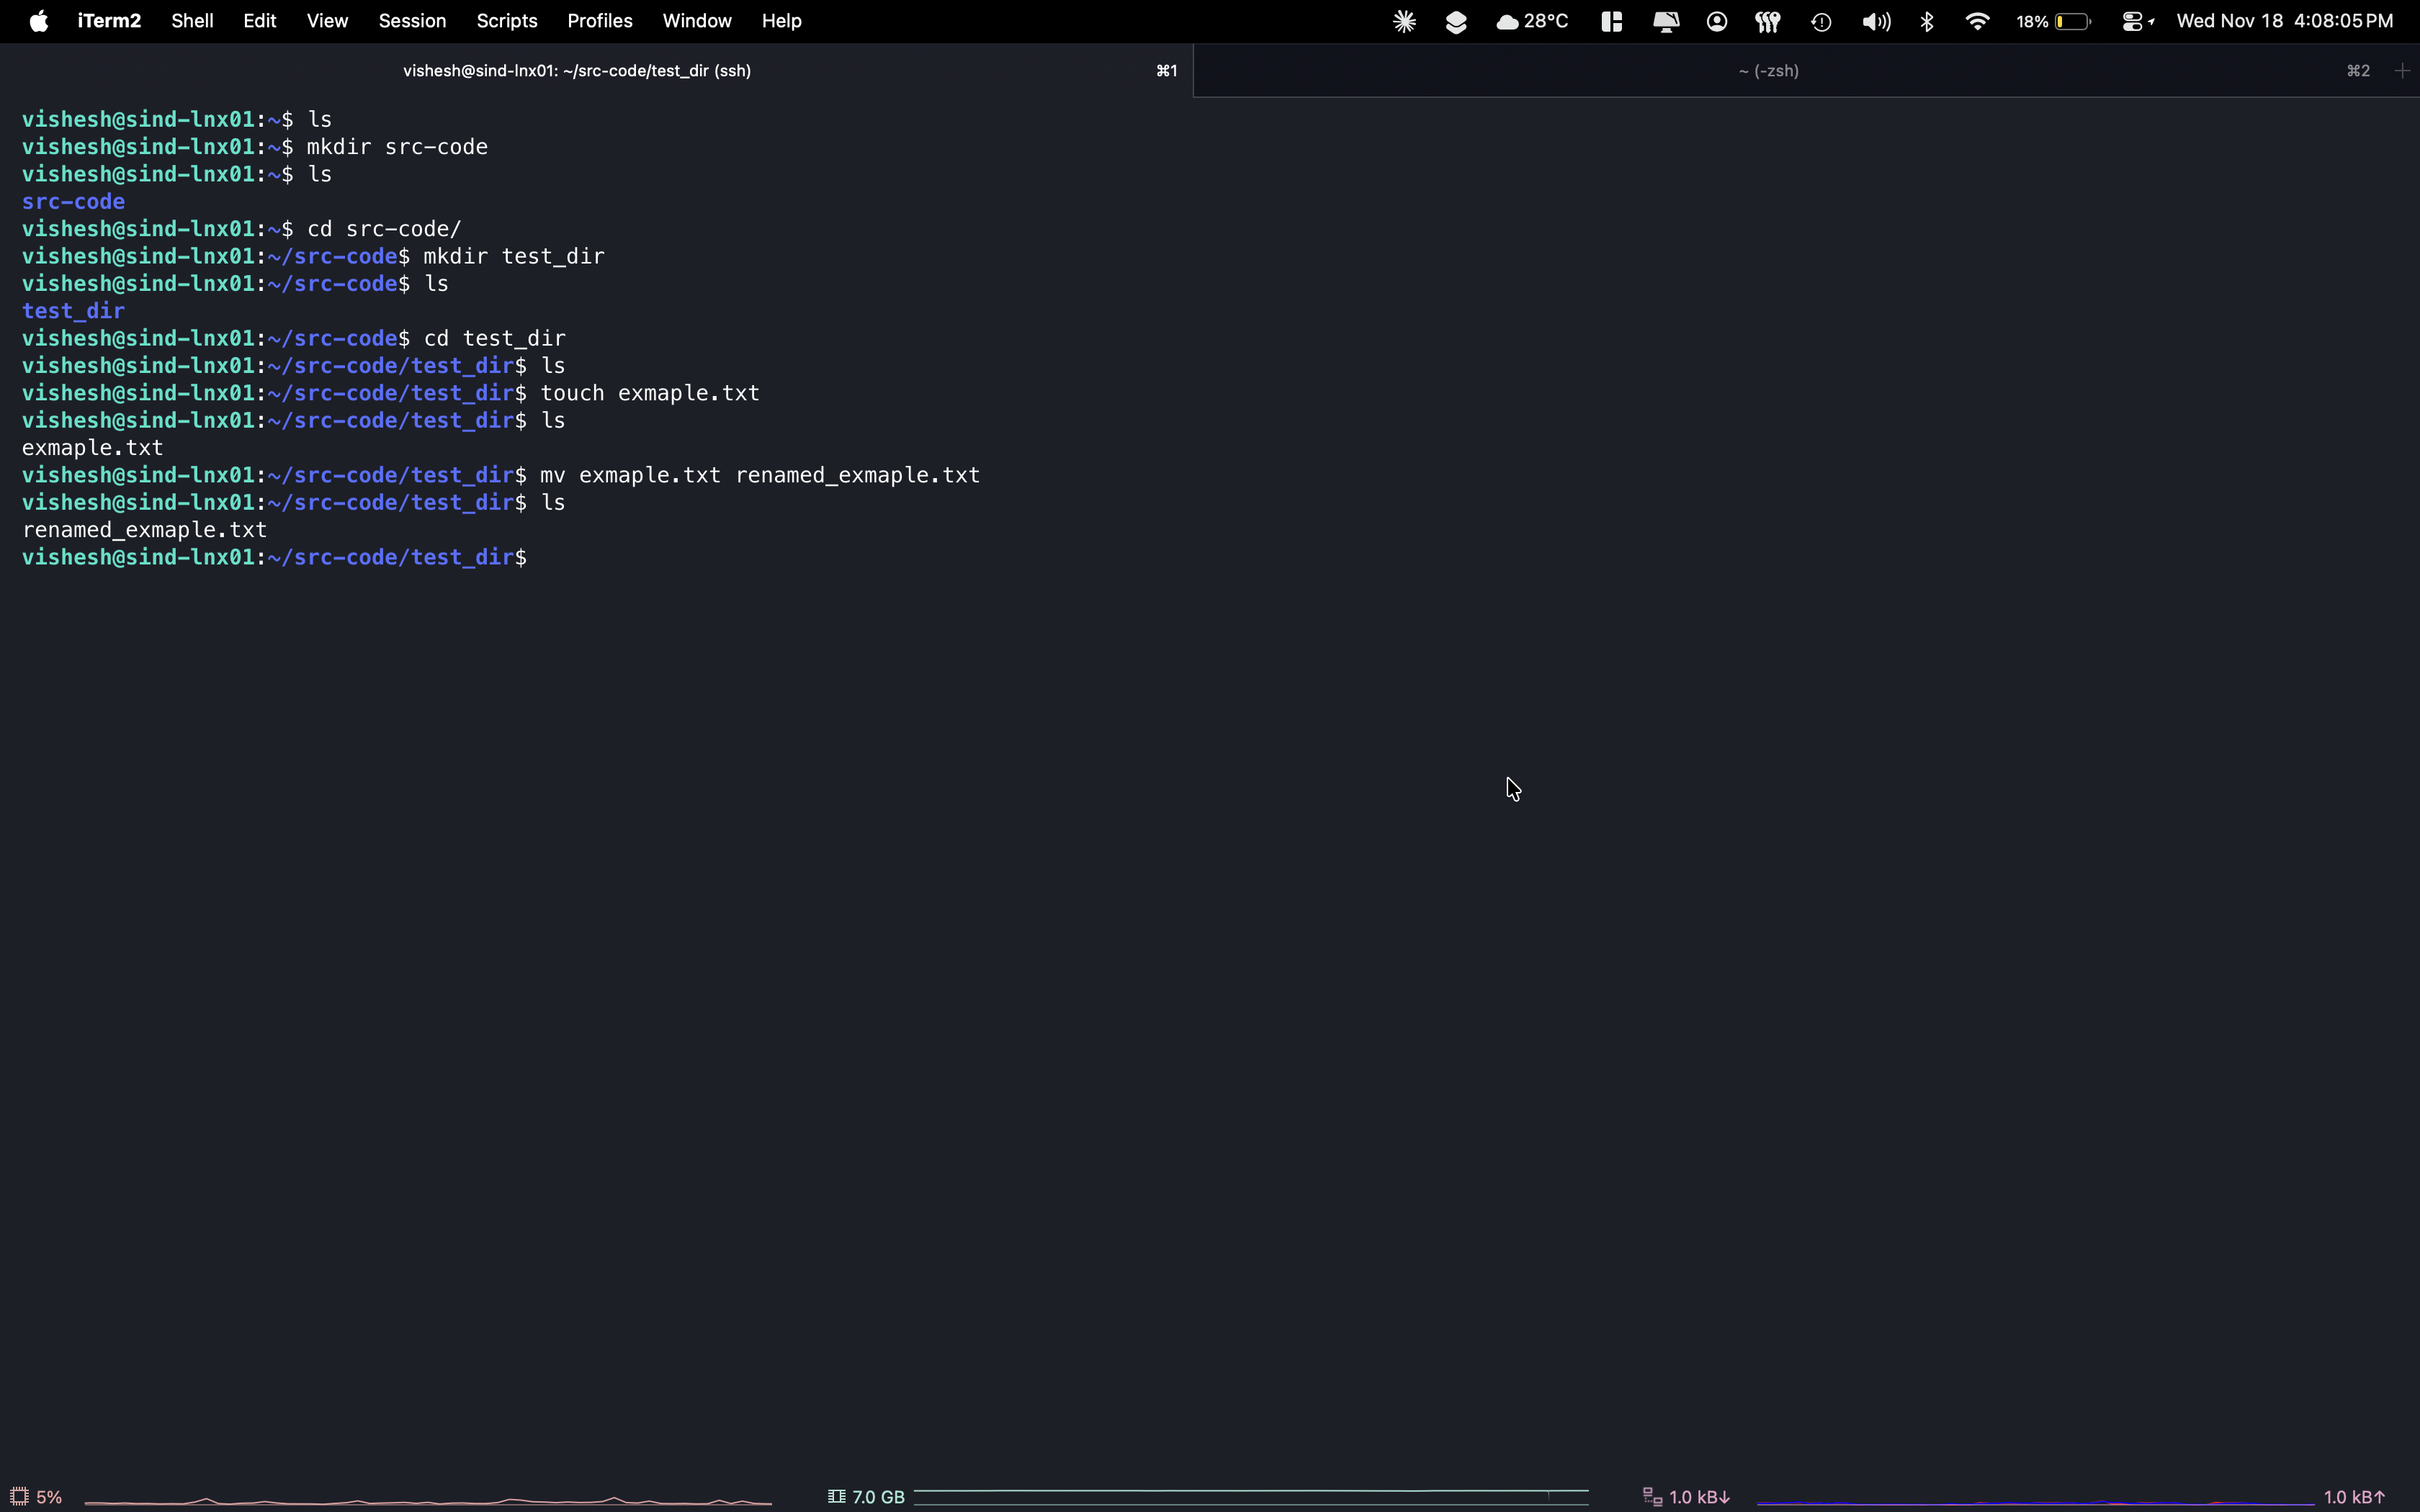 iTerm2 Shell Edit View Session Scripts Profiles Window Help 28°C 18% Wed Nov 18 4:08:05 PM
vishesh@sind-lnx01: ~/src-code/test_dir (ssh) ⌘1 ~ (-zsh) ⌘2 +
vishesh@sind-lnx01:~$ ls
vishesh@sind-lnx01:~$ mkdir src-code
vishesh@sind-lnx01:~$ ls
src-code
vishesh@sind-lnx01:~$ cd src-code/
vishesh@sind-lnx01:~/src-code$ mkdir test_dir
vishesh@sind-lnx01:~/src-code$ ls
test_dir
vishesh@sind-lnx01:~/src-code$ cd test_dir
vishesh@sind-lnx01:~/src-code/test_dir$ ls
vishesh@sind-lnx01:~/src-code/test_dir$ touch exmaple.txt
vishesh@sind-lnx01:~/src-code/test_dir$ ls
exmaple.txt
vishesh@sind-lnx01:~/src-code/test_dir$ mv exmaple.txt renamed_exmaple.txt
vishesh@sind-lnx01:~/src-code/test_dir$ ls
renamed_exmaple.txt
vishesh@sind-lnx01:~/src-code/test_dir$
5% 7.0 GB 1.0 kB↓ 1.0 kB↑